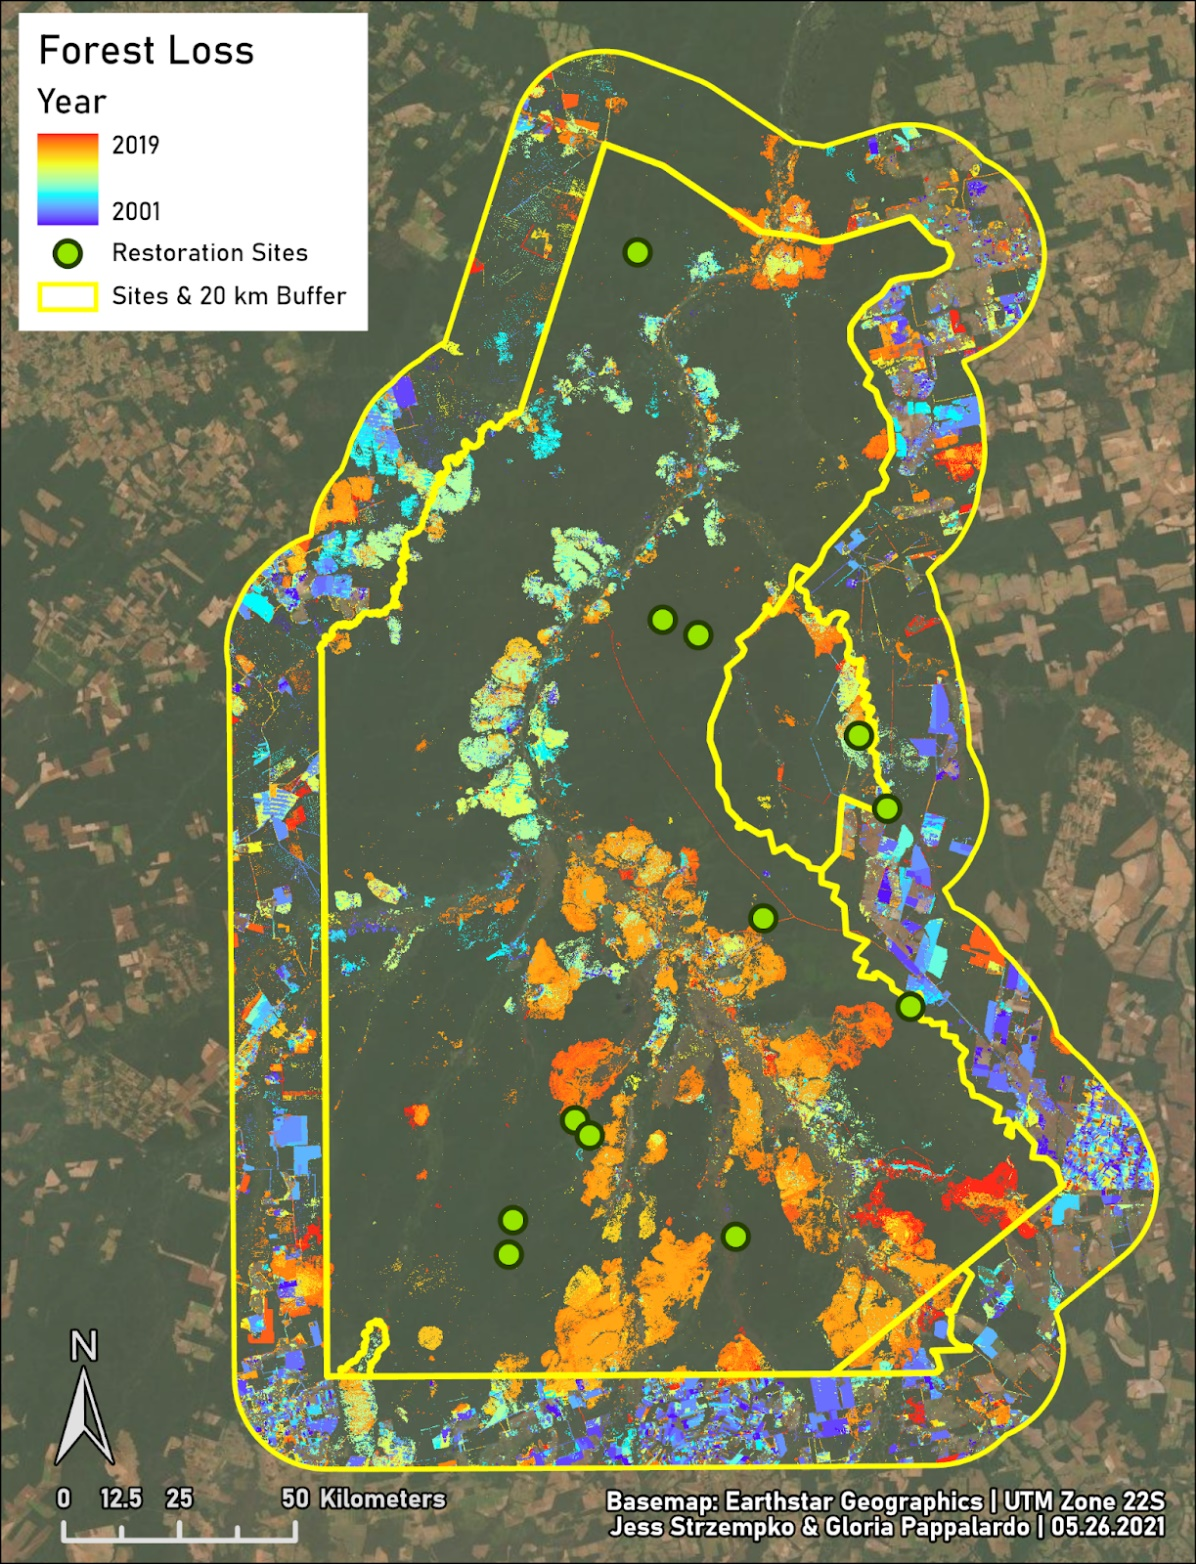 Forest Loss
Year
2019
2001
Restoration Sites
Sites & 20 km Buffer
N
0 12.5 25 50 Kilometers
Basemap: Earthstar Geographics | UTM Zone 22S
Jess Strzempko & Gloria Pappalardo | 05.26.2021